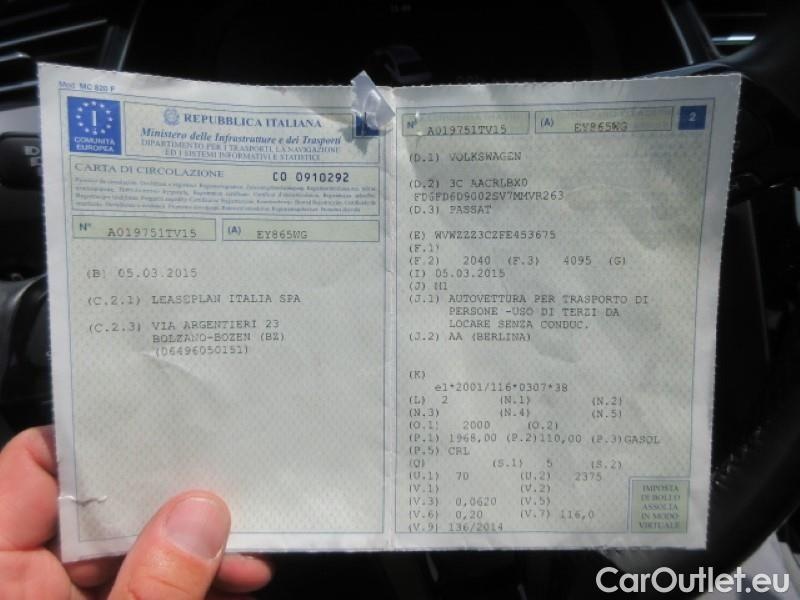 Mod. MC 820 F
I
COMUNITÀ
EUROPEA
REPUBBLICA ITALIANA
Ministero delle Infrastrutture e dei Trasporti
DIPARTIMENTO PER I TRASPORTI, LA NAVIGAZIONE
ED I SISTEMI INFORMATIVI E STATISTICI
CARTA DI CIRCOLAZIONE CO 0910292
N° A019751TV15 (A) EY865WG
(B) 05.03.2015
(C.2.1) LEASEPLAN ITALIA SPA
(C.2.3) VIA ARGENTIERI 23
BOLZANO-BOZEN (BZ)
(06496050151)
N° A019751TV15 (A) EY865WG 2
(D.1) VOLKSWAGEN
(D.2) 3C AACRLBX0
FD6FD6D9002SV7MMVR263
(D.3) PASSAT
(E) WVWZZZ3CZFE453675
(F.1)
(F.2) 2040 (F.3) 4095 (G)
(I) 05.03.2015
(J) M1
(J.1) AUTOVETTURA PER TRASPORTO DI
PERSONE -USO DI TERZI DA
LOCARE SENZA CONDUC.
(J.2) AA (BERLINA)
(K)
e1*2001/116*0307*38
(L) 2 (N.1) (N.2)
(N.3) (N.4) (N.5)
(O.1) 2000 (O.2)
(P.1) 1968,00 (P.2)110,00 (P.3)GASOL
(P.5) CRL
(Q) (S.1) 5 (S.2)
(U.1) 70 (U.2) 2375
(V.1) (V.2)
(V.3) 0,0620 (V.5)
(V.6) 0,20 (V.7) 116,0
(V.9) 136/2014
IMPOSTA
DI BOLLO
ASSOLTA
IN MODO
VIRTUALE
CarOutlet.eu